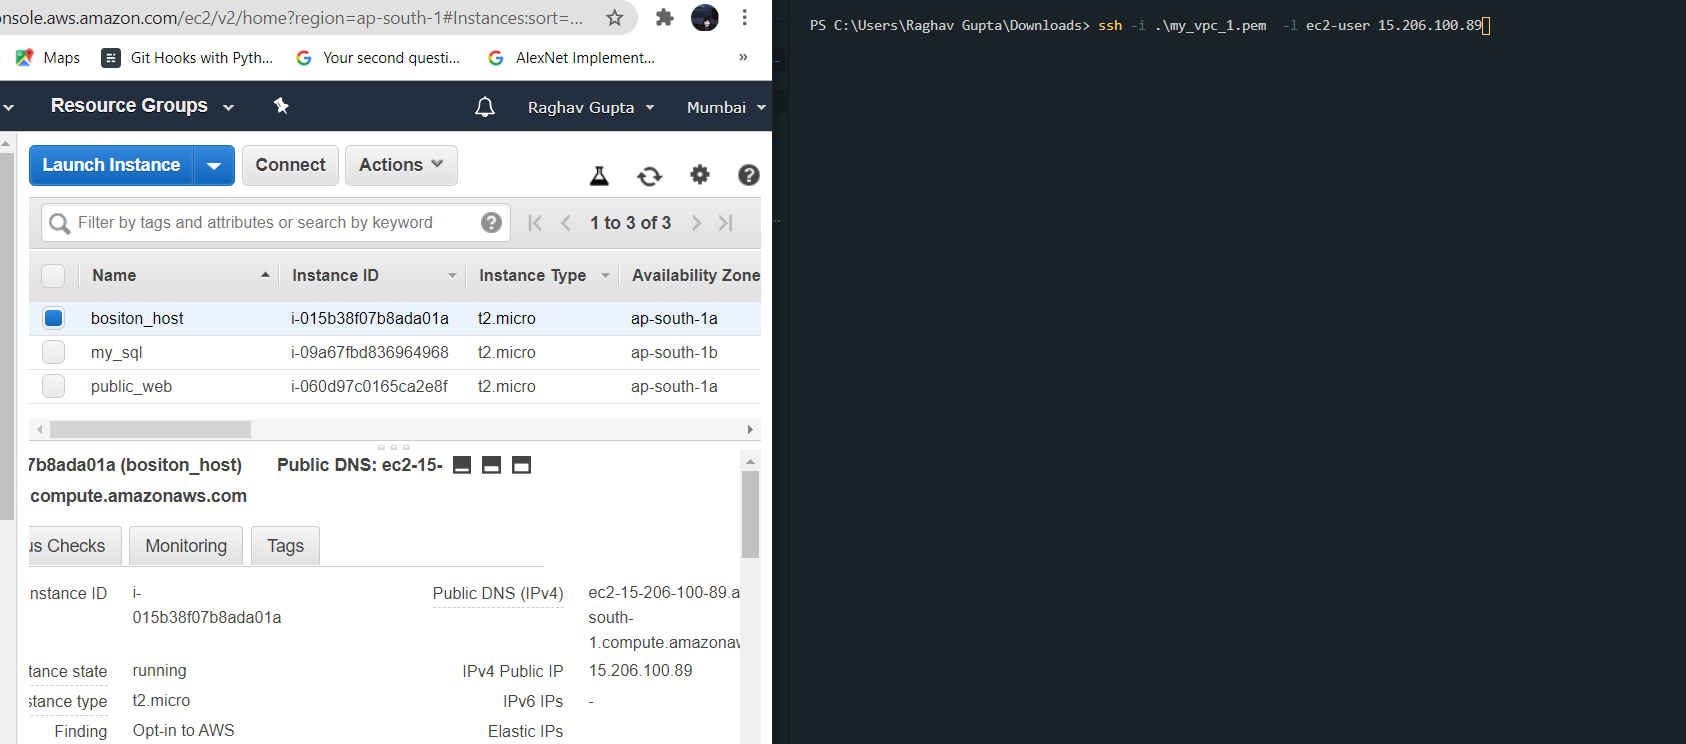 onsole.aws.amazon.com/ec2/v2/home?region=ap-south-1#Instances:sort=...
Maps Git Hooks with Pyth... Your second questi... AlexNet Implement... »
Resource Groups Raghav Gupta Mumbai
Launch Instance Connect Actions
Filter by tags and attributes or search by keyword 1 to 3 of 3
Name Instance ID Instance Type Availability Zone
bositon_host i-015b38f07b8ada01a t2.micro ap-south-1a
my_sql i-09a67fbd836964968 t2.micro ap-south-1b
public_web i-060d97c0165ca2e8f t2.micro ap-south-1a
7b8ada01a (bositon_host) Public DNS: ec2-15-
compute.amazonaws.com
us Checks Monitoring Tags
nstance ID i-
015b38f07b8ada01a
Public DNS (IPv4) ec2-15-206-100-89.a
south-
1.compute.amazonaw
tance state running IPv4 Public IP 15.206.100.89
stance type t2.micro IPv6 IPs -
Finding Opt-in to AWS Elastic IPs
PS C:\Users\Raghav Gupta\Downloads> ssh -i .\my_vpc_1.pem -l ec2-user 15.206.100.89